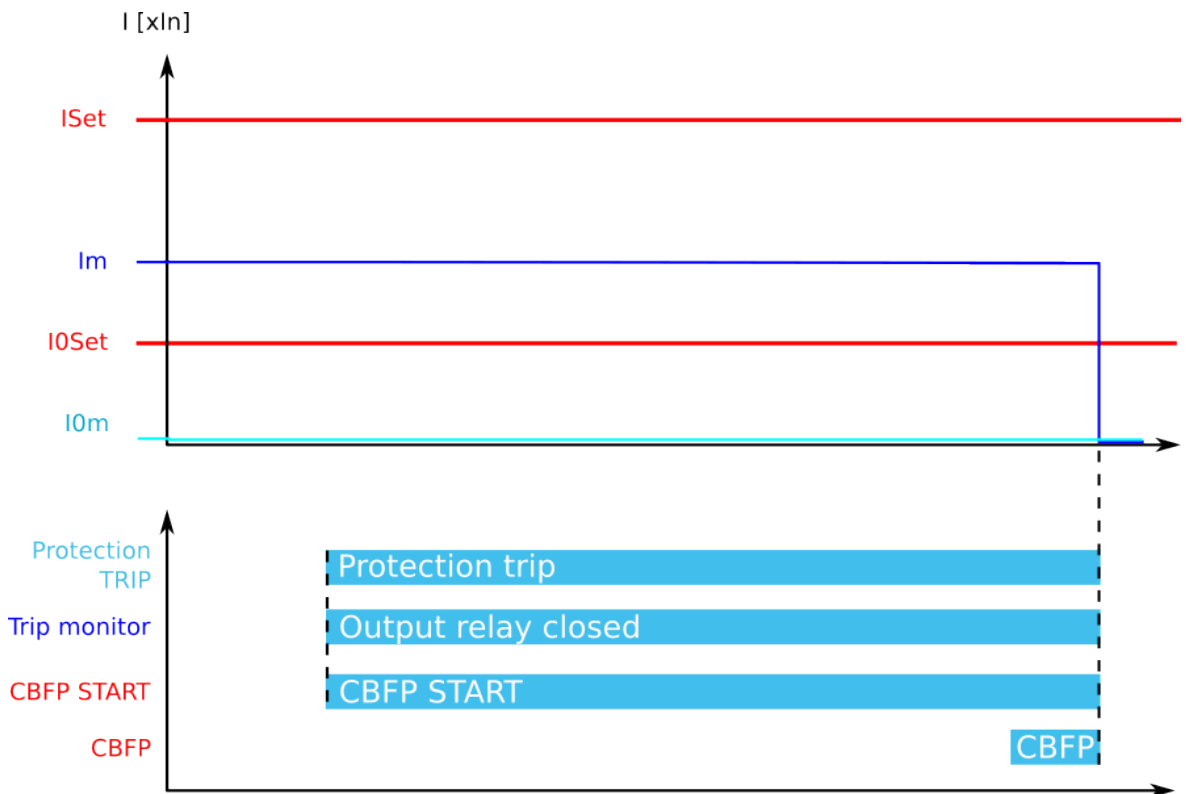 I [xIn]
ISet
Im
I0Set
I0m
Protection
TRIP
Protection trip
Trip monitor
Output relay closed
CBFP START
CBFP START
CBFP
CBFP